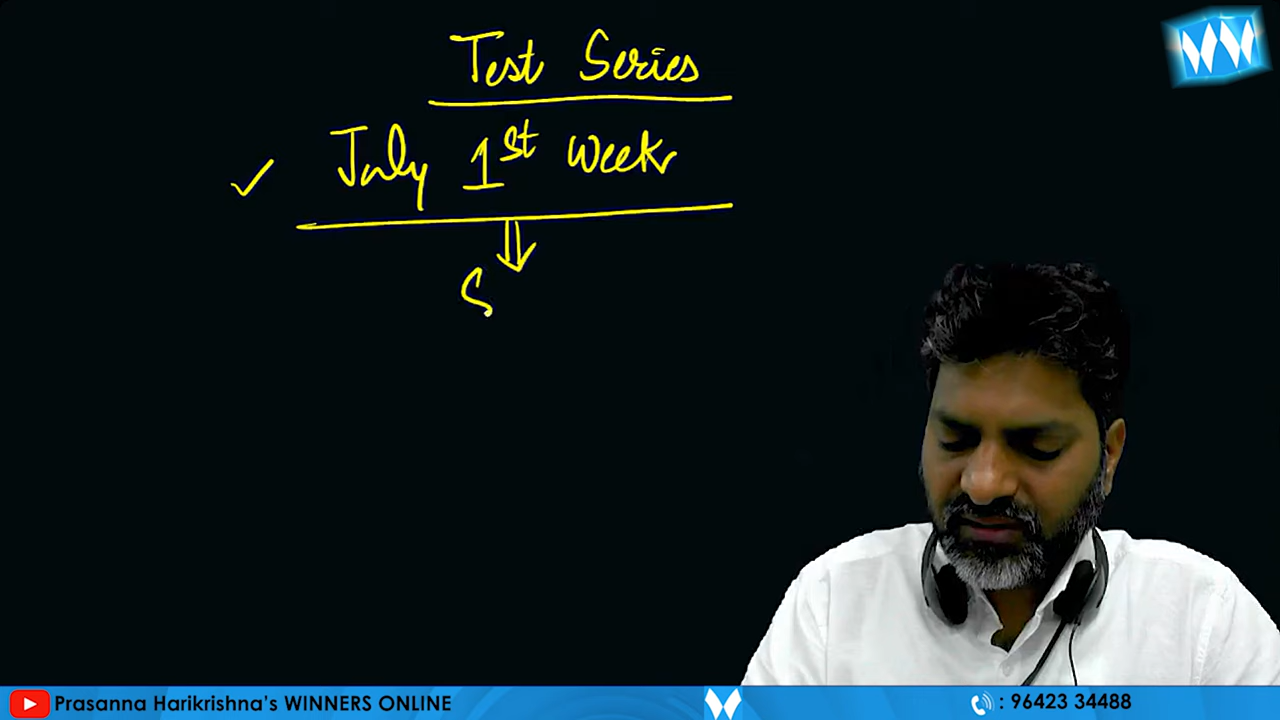 Test Series
✓ July 1st Week
S
Prasanna Harikrishna's WINNERS ONLINE
: 96423 34488